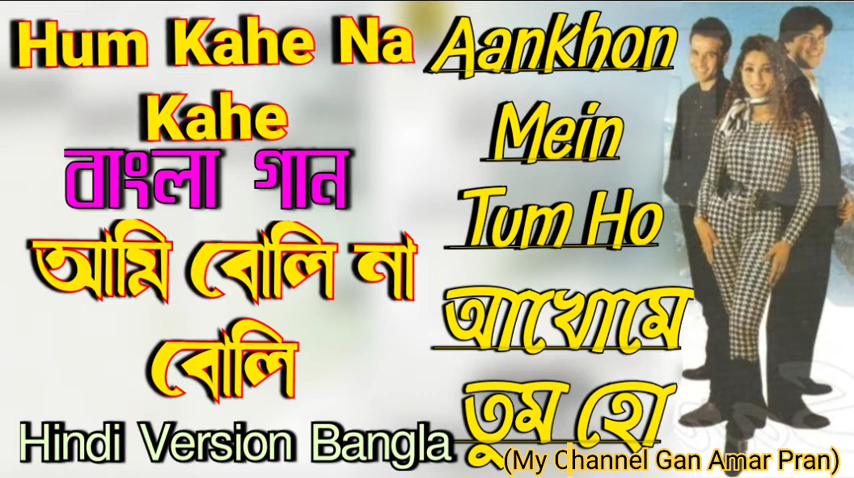 Hum Kahe Na
Kahe
বাংলা গান
আমি বোলি না
বোলি
Hindi Version Bangla
Aankhon
Mein
Tum Ho
আখোমে
তুম হো
(My Channel Gan Amar Pran)